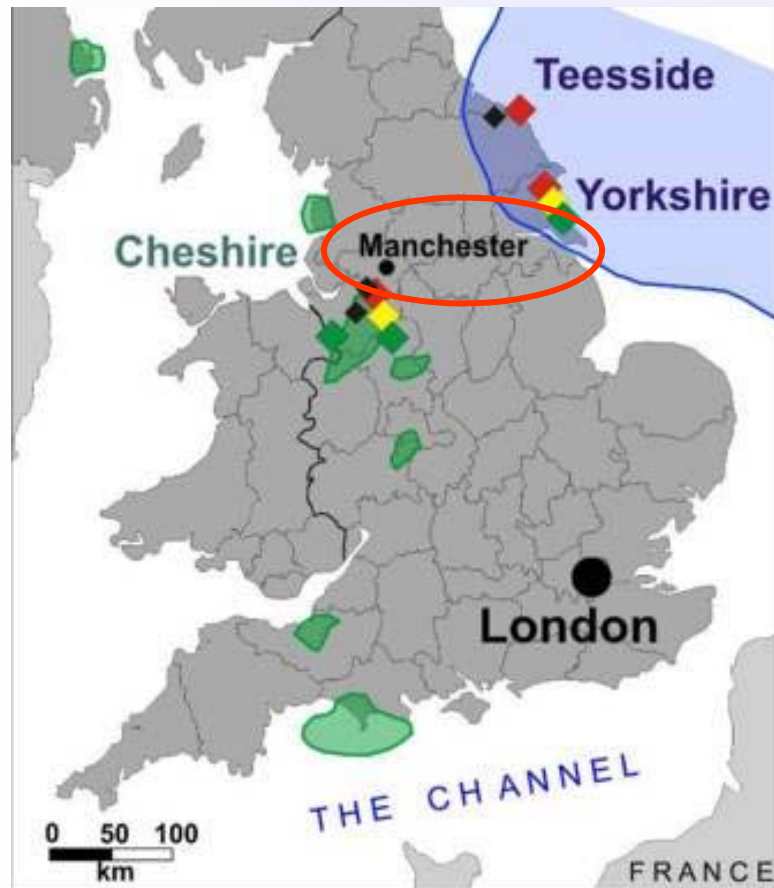 Teesside
Yorkshire
Cheshire
Manchester
London
THE CHANNEL
0 50 100
km
FRANCE